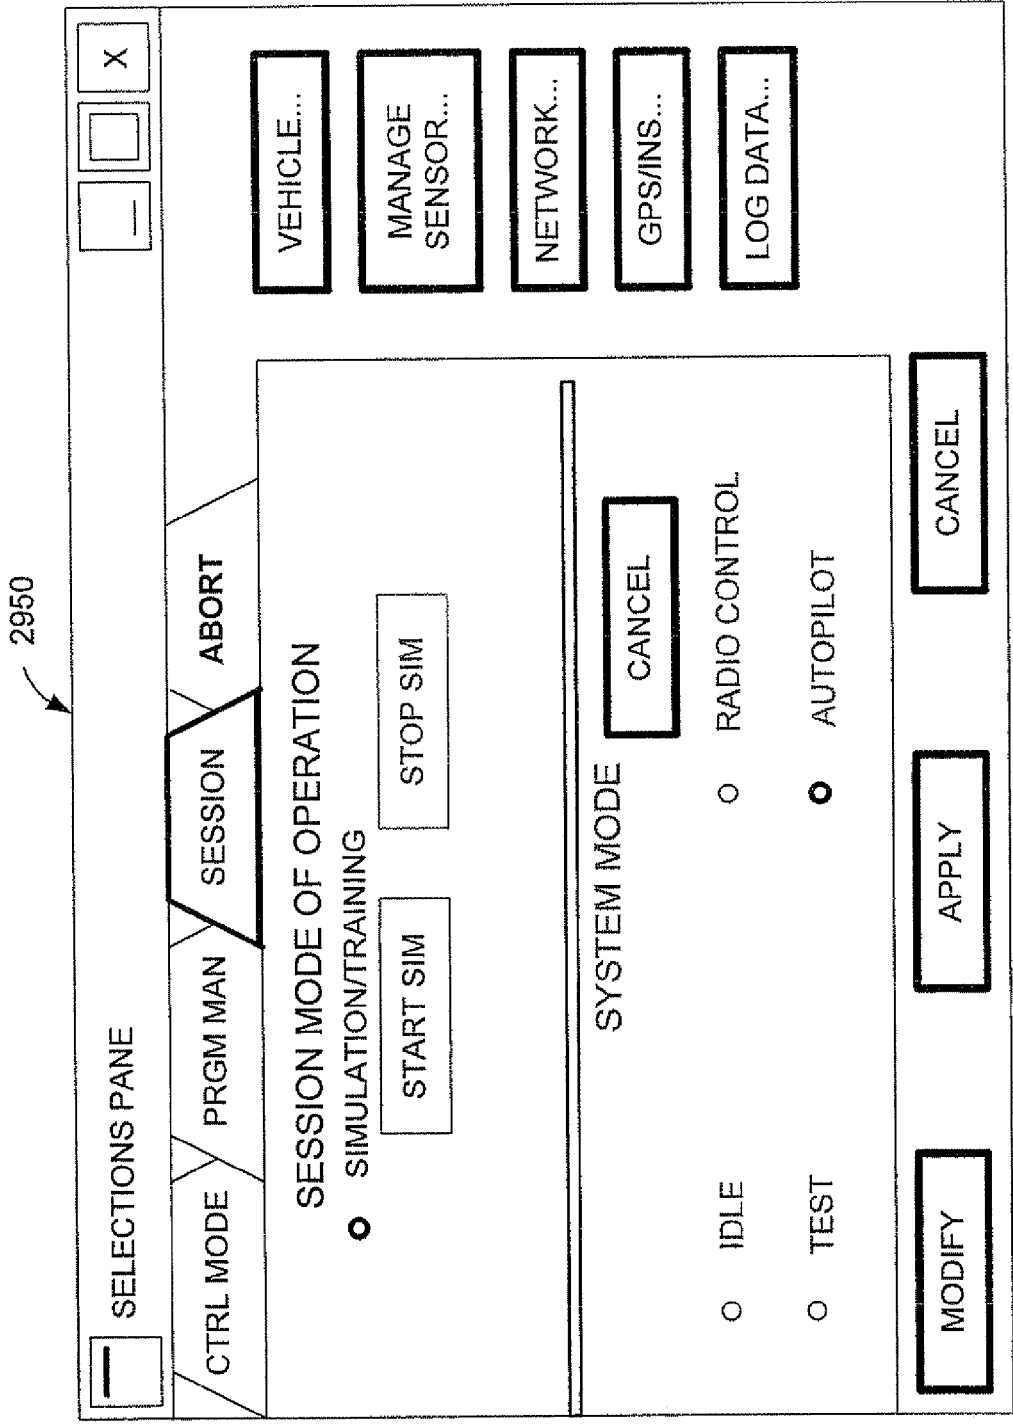 2950
SELECTIONS PANE
X
CTRL MODE
PRGM MAN
SESSION
ABORT
SESSION MODE OF OPERATION
SIMULATION/TRAINING
START SIM
STOP SIM
SYSTEM MODE
CANCEL
IDLE
RADIO CONTROL
TEST
AUTOPILOT
VEHICLE...
MANAGE
SENSOR...
NETWORK...
GPS/INS...
LOG DATA...
MODIFY
APPLY
CANCEL